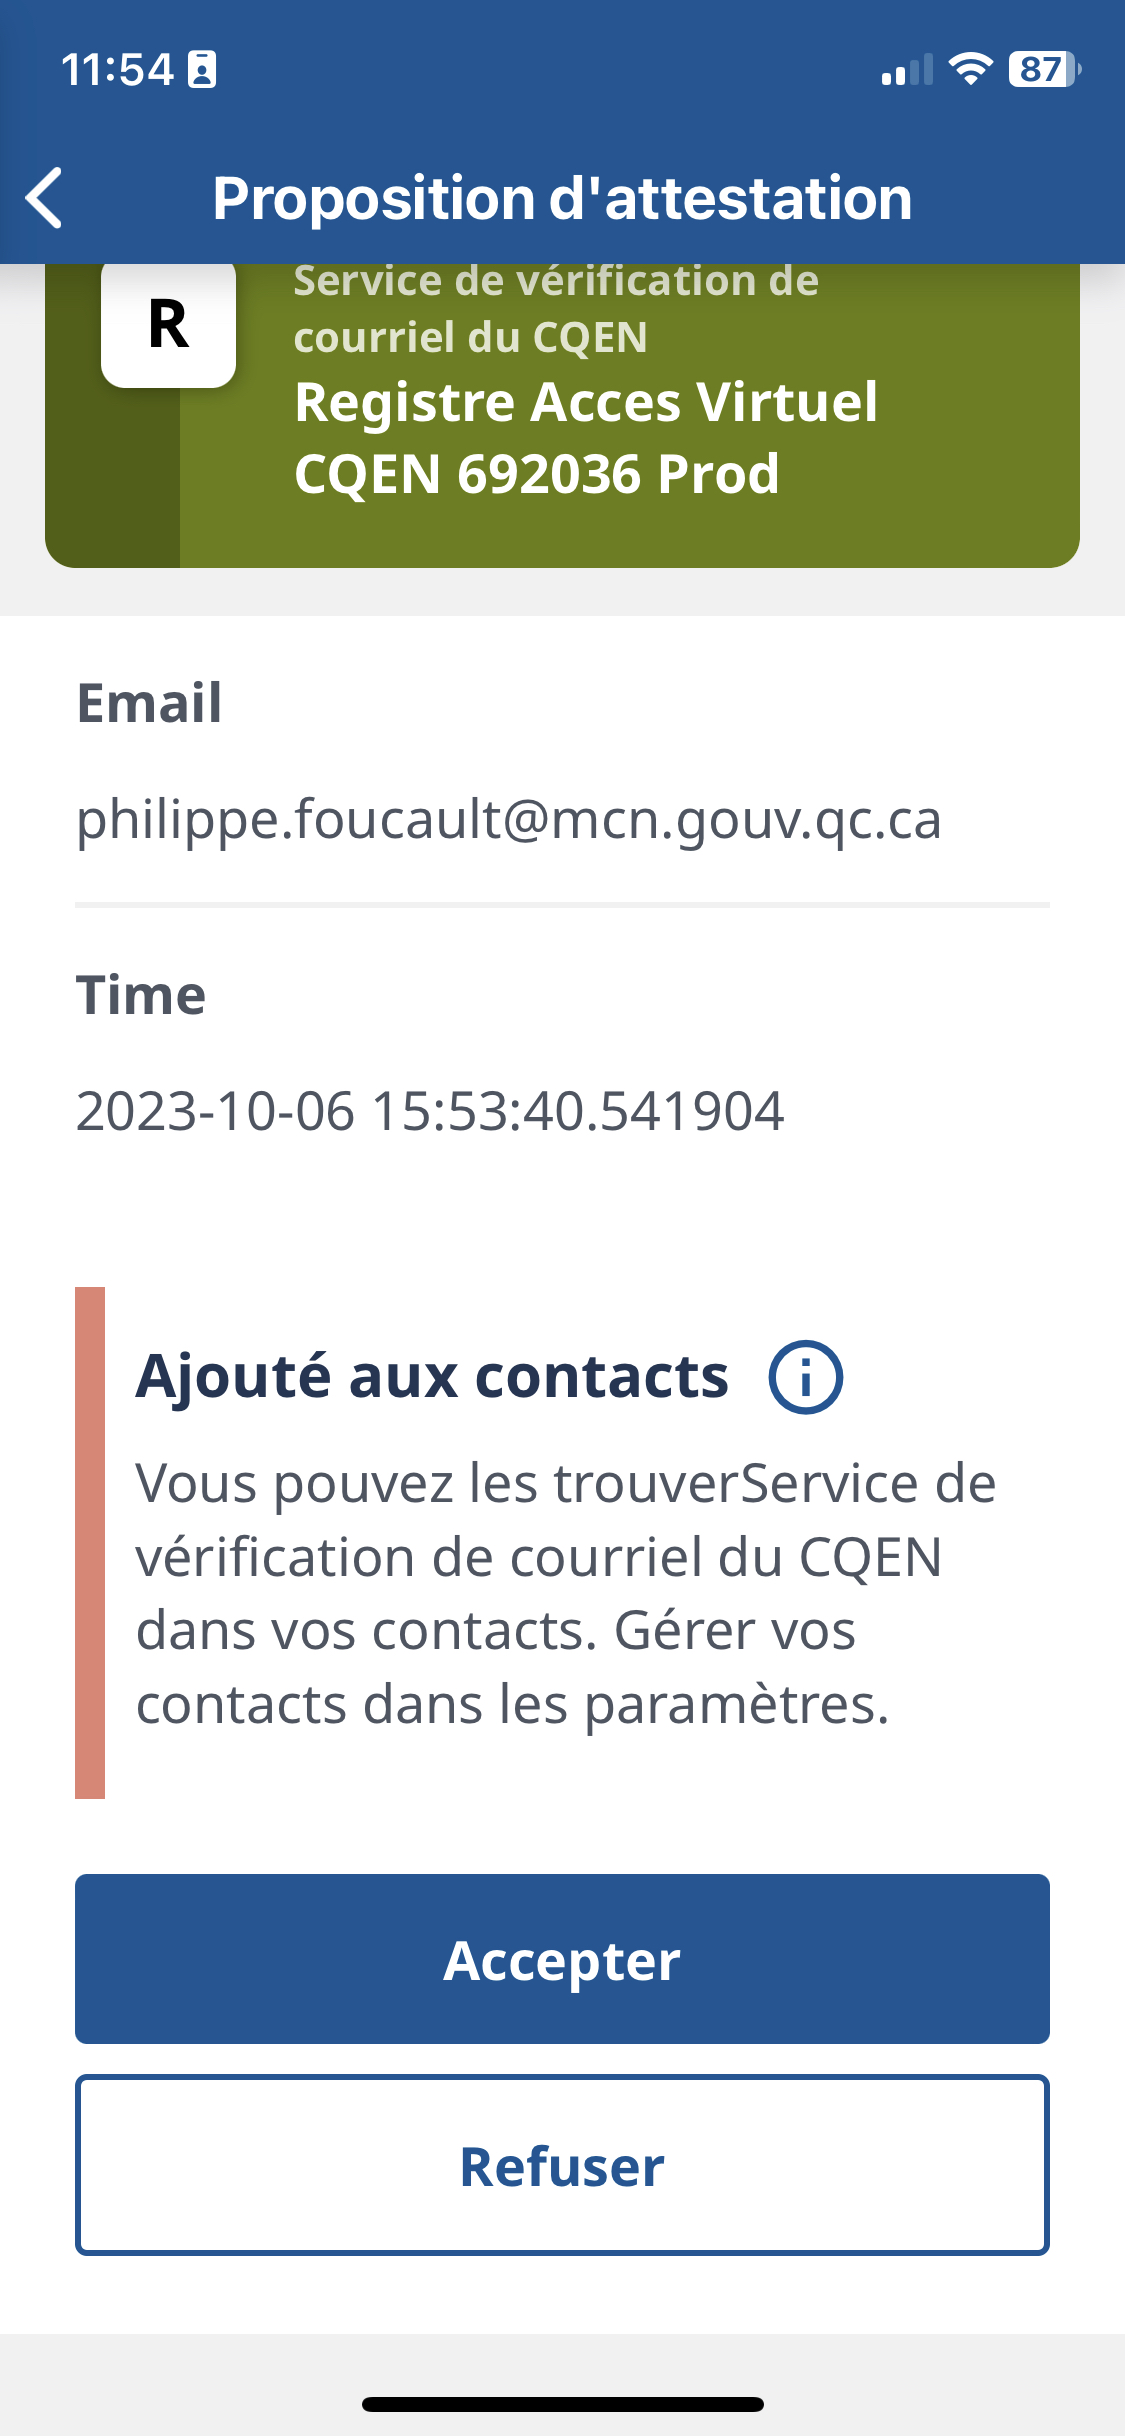 11:54
87
Proposition d'attestation
R
Service de vérification de
courriel du CQEN
Registre Acces Virtuel
CQEN 692036 Prod
Email
philippe.foucault@mcn.gouv.qc.ca
Time
2023-10-06 15:53:40.541904
Ajouté aux contacts
Vous pouvez les trouverService de
vérification de courriel du CQEN
dans vos contacts. Gérer vos
contacts dans les paramètres.
Accepter
Refuser